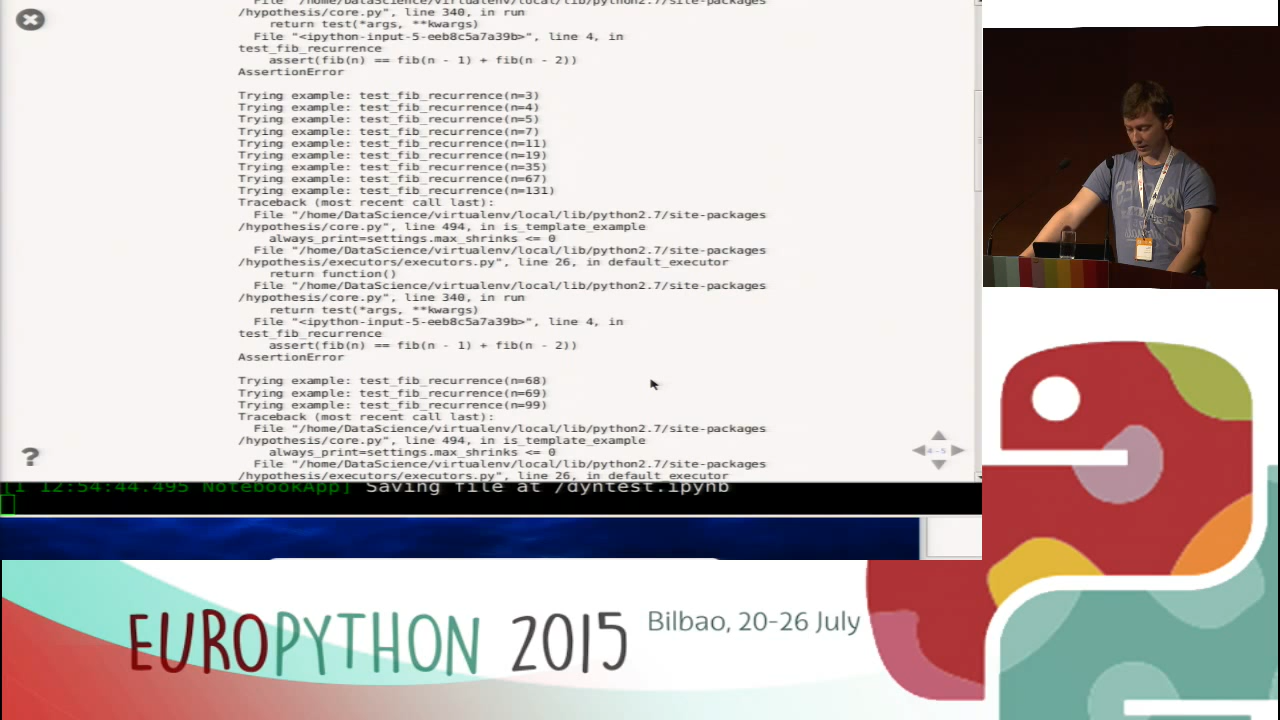 File "/home/DataScience/virtualenv/local/lib/python2.7/site-packages
/hypothesis/core.py", line 340, in run
return test(*args, **kwargs)
File "<ipython-input-5-eeb8c5a7a39b>", line 4, in
test_fib_recurrence
assert(fib(n) == fib(n - 1) + fib(n - 2))
AssertionError
Trying example: test_fib_recurrence(n=3)
Trying example: test_fib_recurrence(n=4)
Trying example: test_fib_recurrence(n=5)
Trying example: test_fib_recurrence(n=7)
Trying example: test_fib_recurrence(n=11)
Trying example: test_fib_recurrence(n=19)
Trying example: test_fib_recurrence(n=35)
Trying example: test_fib_recurrence(n=67)
Trying example: test_fib_recurrence(n=131)
Traceback (most recent call last):
File "/home/DataScience/virtualenv/local/lib/python2.7/site-packages
/hypothesis/core.py", line 494, in is_template_example
always_print=settings.max_shrinks <= 0
File "/home/DataScience/virtualenv/local/lib/python2.7/site-packages
/hypothesis/executors/executors.py", line 26, in default_executor
return function()
File "/home/DataScience/virtualenv/local/lib/python2.7/site-packages
/hypothesis/core.py", line 340, in run
return test(*args, **kwargs)
File "<ipython-input-5-eeb8c5a7a39b>", line 4, in
test_fib_recurrence
assert(fib(n) == fib(n - 1) + fib(n - 2))
AssertionError
Trying example: test_fib_recurrence(n=68)
Trying example: test_fib_recurrence(n=69)
Trying example: test_fib_recurrence(n=99)
Traceback (most recent call last):
File "/home/DataScience/virtualenv/local/lib/python2.7/site-packages
/hypothesis/core.py", line 494, in is_template_example
always_print=settings.max_shrinks <= 0
File "/home/DataScience/virtualenv/local/lib/python2.7/site-packages
/hypothesis/executors/executors.py", line 26, in default_executor
?
[I 12:54:44.495 NotebookApp] Saving file at /dyntest.ipynb
EUROPYTHON 2015 Bilbao, 20-26 July